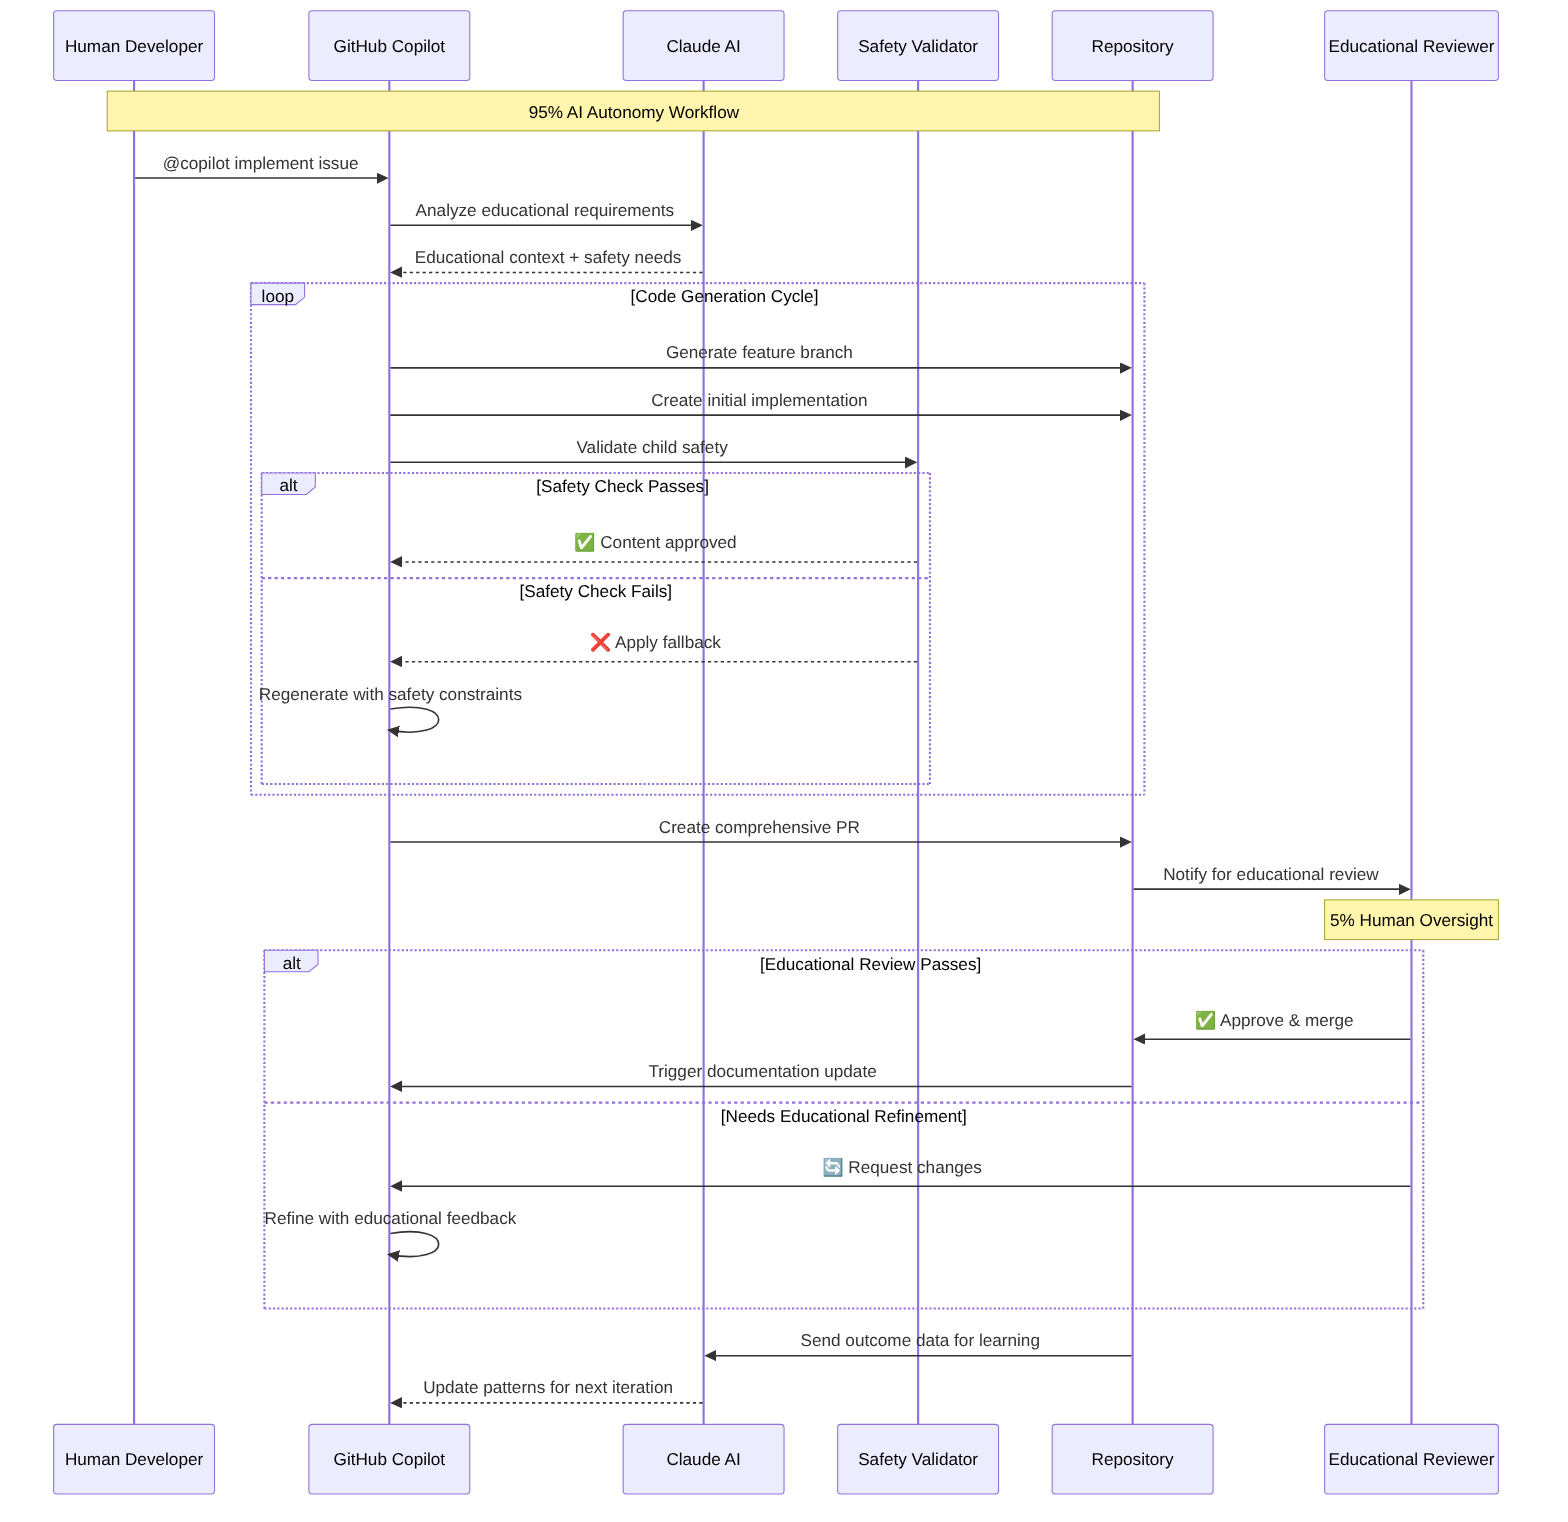 Human Developer
GitHub Copilot
Claude AI
Safety Validator
Repository
Educational Reviewer
95% AI Autonomy Workflow
@copilot implement issue
Analyze educational requirements
Educational context + safety needs
loop
[Code Generation Cycle]
Generate feature branch
Create initial implementation
Validate child safety
alt
[Safety Check Passes]
✅ Content approved
[Safety Check Fails]
❌ Apply fallback
Regenerate with safety constraints
Create comprehensive PR
Notify for educational review
5% Human Oversight
alt
[Educational Review Passes]
✅ Approve & merge
Trigger documentation update
[Needs Educational Refinement]
🔄 Request changes
Refine with educational feedback
Send outcome data for learning
Update patterns for next iteration
Human Developer
GitHub Copilot
Claude AI
Safety Validator
Repository
Educational Reviewer